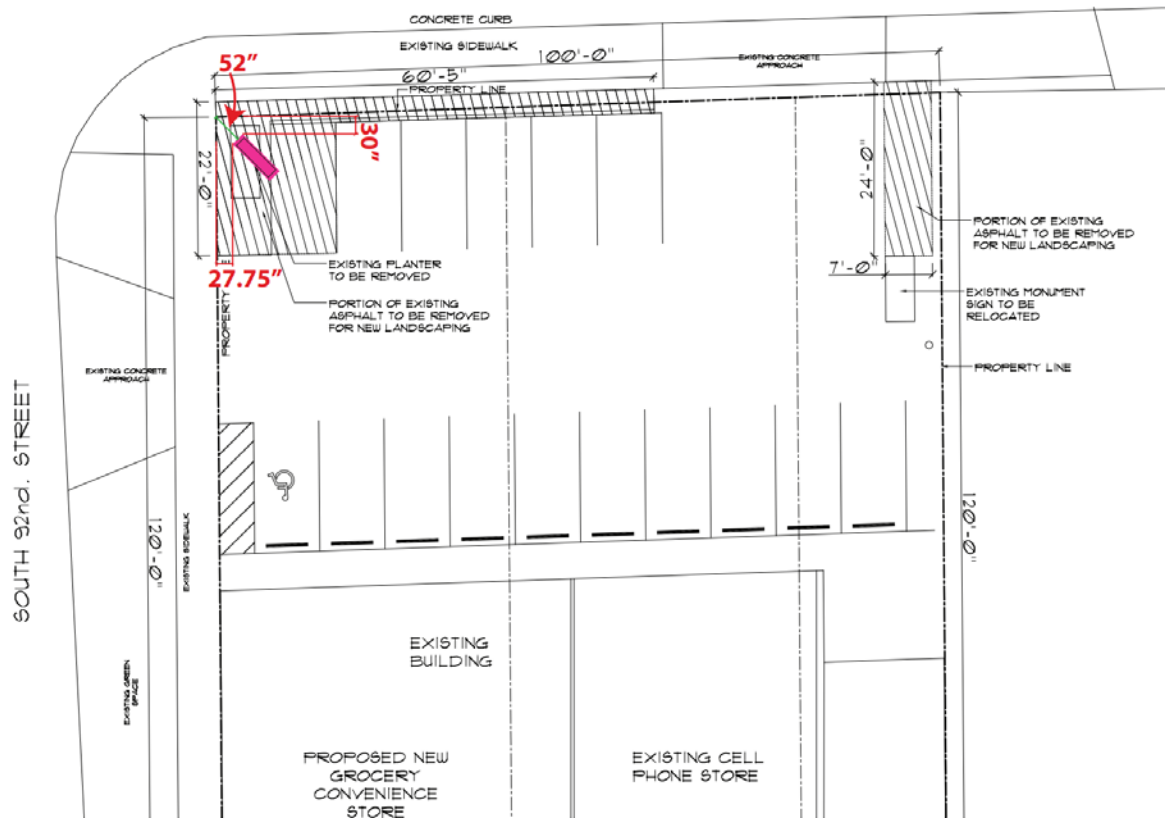 CONCRETE CURB
EXISTING SIDEWALK
100'-0"
52"
EXISTING CONCRETE
APPROACH
60'-5"
PROPERTY LINE
30"
22'-0"
24'-0"
PORTION OF EXISTING
ASPHALT TO BE REMOVED
FOR NEW LANDSCAPING
EXISTING PLANTER
TO BE REMOVED
7'-0"
27.75"
PROPERTY
EXISTING MONUMENT
SIGN TO BE
RELOCATED
PORTION OF EXISTING
ASPHALT TO BE REMOVED
FOR NEW LANDSCAPING
PROPERTY LINE
EXISTING CONCRETE
APPROACH
SOUTH 92nd. STREET
120'-0"
EXISTING SIDEWALK
120'-0"
EXISTING
BUILDING
EXISTING GREEN
SPACE
PROPOSED NEW
GROCERY
CONVENIENCE
STORE
EXISTING CELL
PHONE STORE